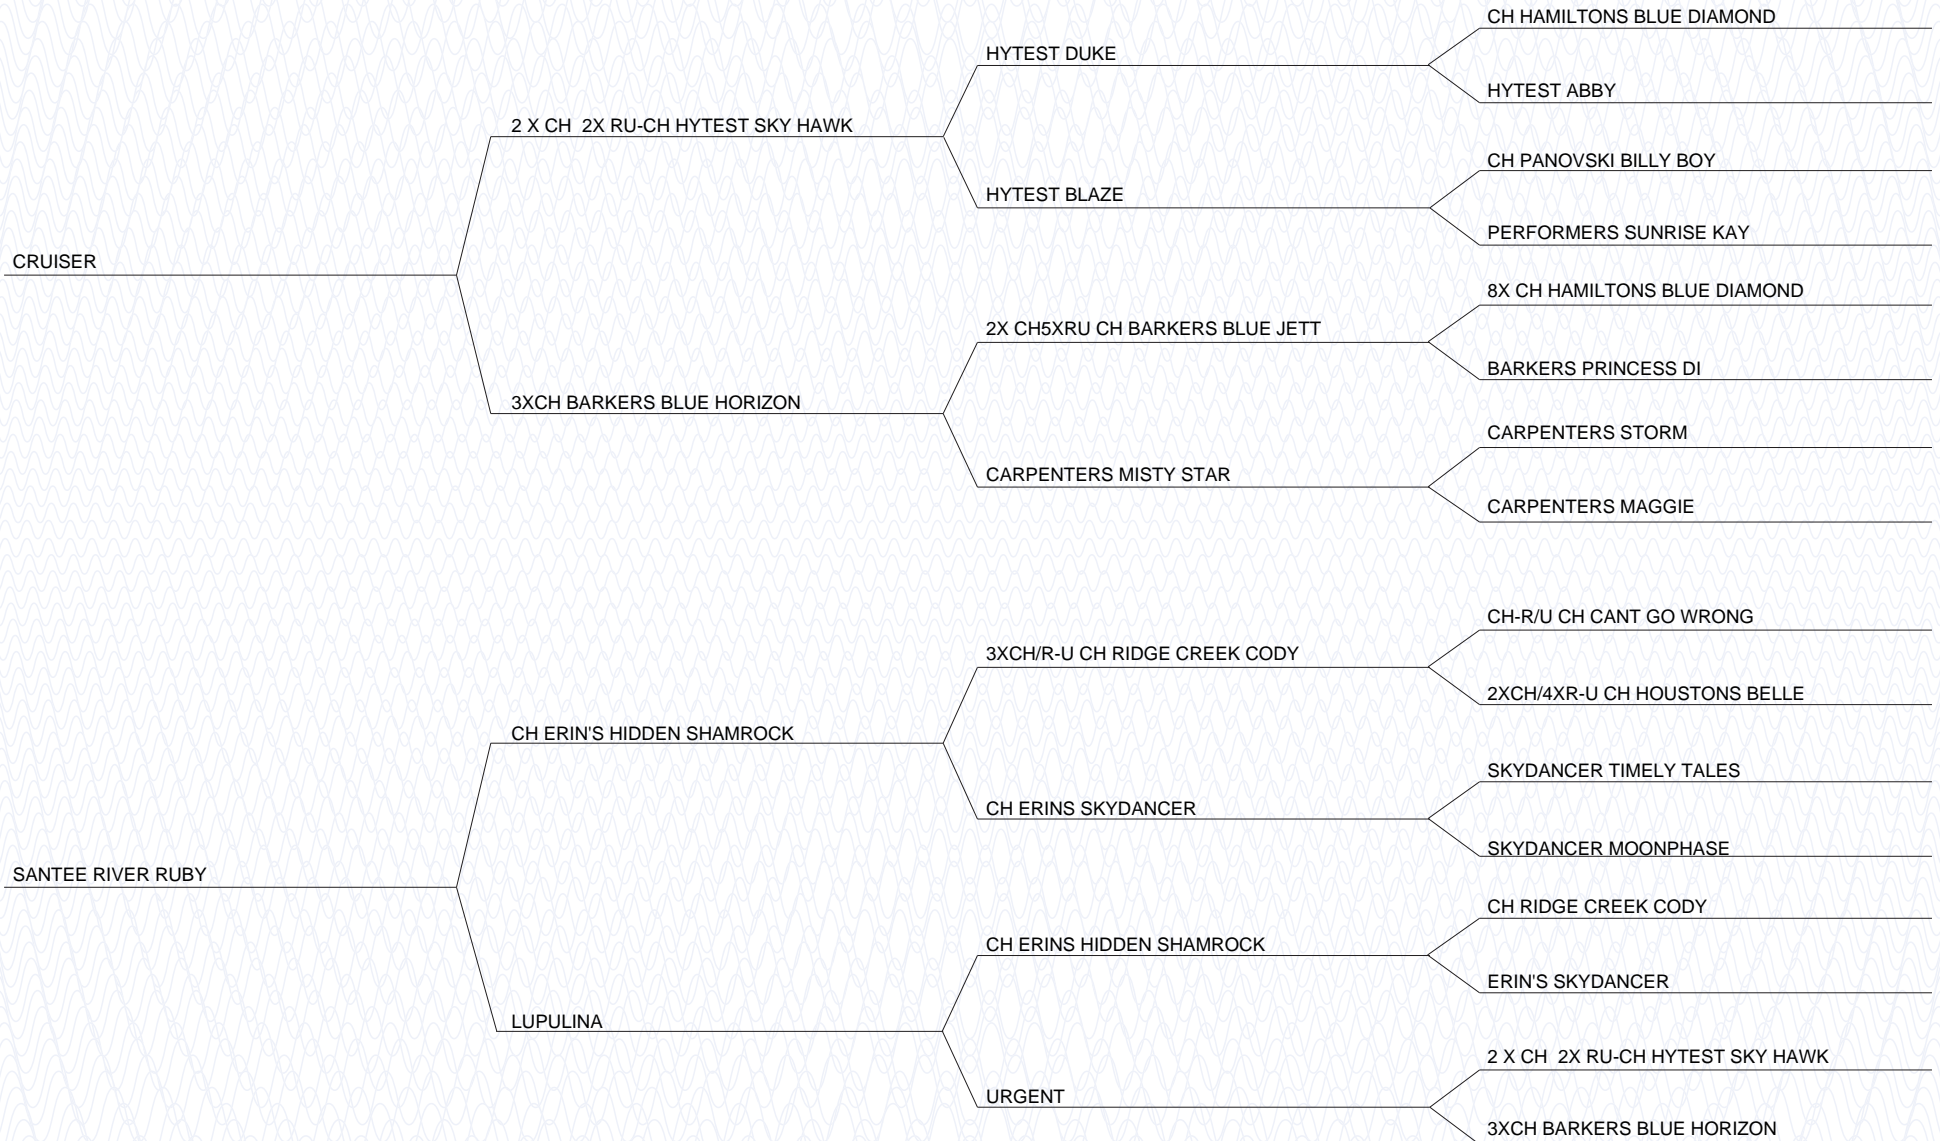 CH HAMILTONS BLUE DIAMOND
HYTEST DUKE
HYTEST ABBY
2 X CH  2X RU-CH HYTEST SKY HAWK
CH PANOVSKI BILLY BOY
HYTEST BLAZE
PERFORMERS SUNRISE KAY
CRUISER
8X CH HAMILTONS BLUE DIAMOND
2X CH5XRU CH BARKERS BLUE JETT
BARKERS PRINCESS DI
3XCH BARKERS BLUE HORIZON
CARPENTERS STORM
CARPENTERS MISTY STAR
CARPENTERS MAGGIE
CH-R/U CH CANT GO WRONG
3XCH/R-U CH RIDGE CREEK CODY
2XCH/4XR-U CH HOUSTONS BELLE
CH ERIN'S HIDDEN SHAMROCK
SKYDANCER TIMELY TALES
CH ERINS SKYDANCER
SKYDANCER MOONPHASE
SANTEE RIVER RUBY
CH RIDGE CREEK CODY
CH ERINS HIDDEN SHAMROCK
ERIN'S SKYDANCER
LUPULINA
2 X CH  2X RU-CH HYTEST SKY HAWK
URGENT
3XCH BARKERS BLUE HORIZON